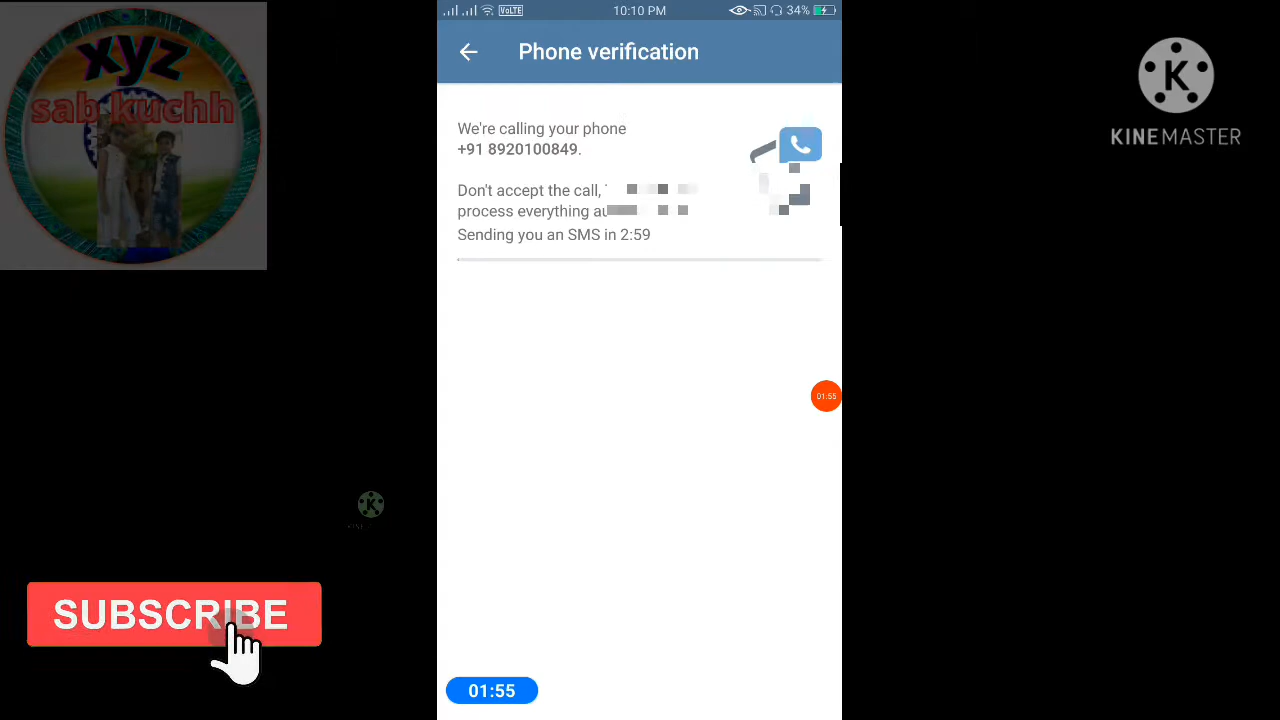 xyz
sab kuchh
VoLTE
10:10 PM
34%
Phone verification
We're calling your phone
+91 8920100849.
Don't accept the call,
process everything
Sending you an SMS in 2:59
01:55
01:55
SUBSCRIBE
K
KINEMASTER